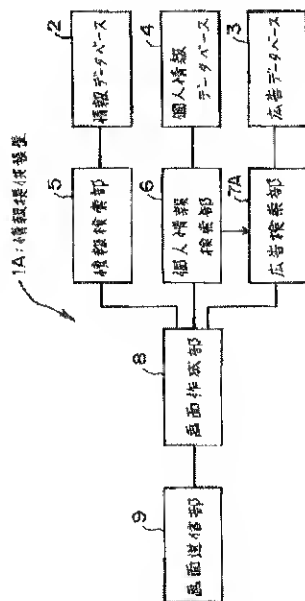 1A:情報提供装置
2
情報データベース
5
情報検索部
4
個人情報
データベース
6
個人情報
検索部
3
広告データベース
7A
広告検索部
8
画面作成部
9
画面送信部